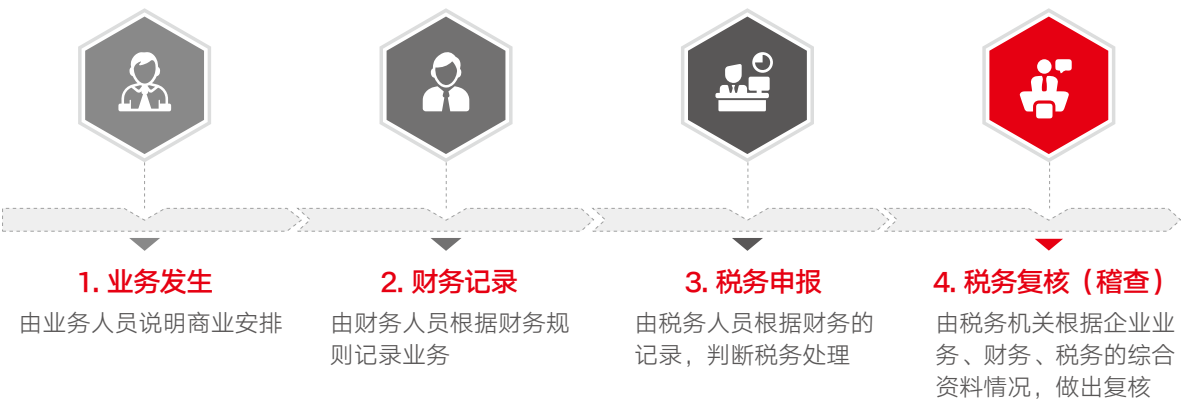 1. 业务发生
由业务人员说明商业安排
2. 财务记录
由财务人员根据财务规
则记录业务
3. 税务申报
由税务人员根据财务的
记录，判断税务处理
4. 税务复核（稽查）
由税务机关根据企业业
务、财务、税务的综合
资料情况，做出复核